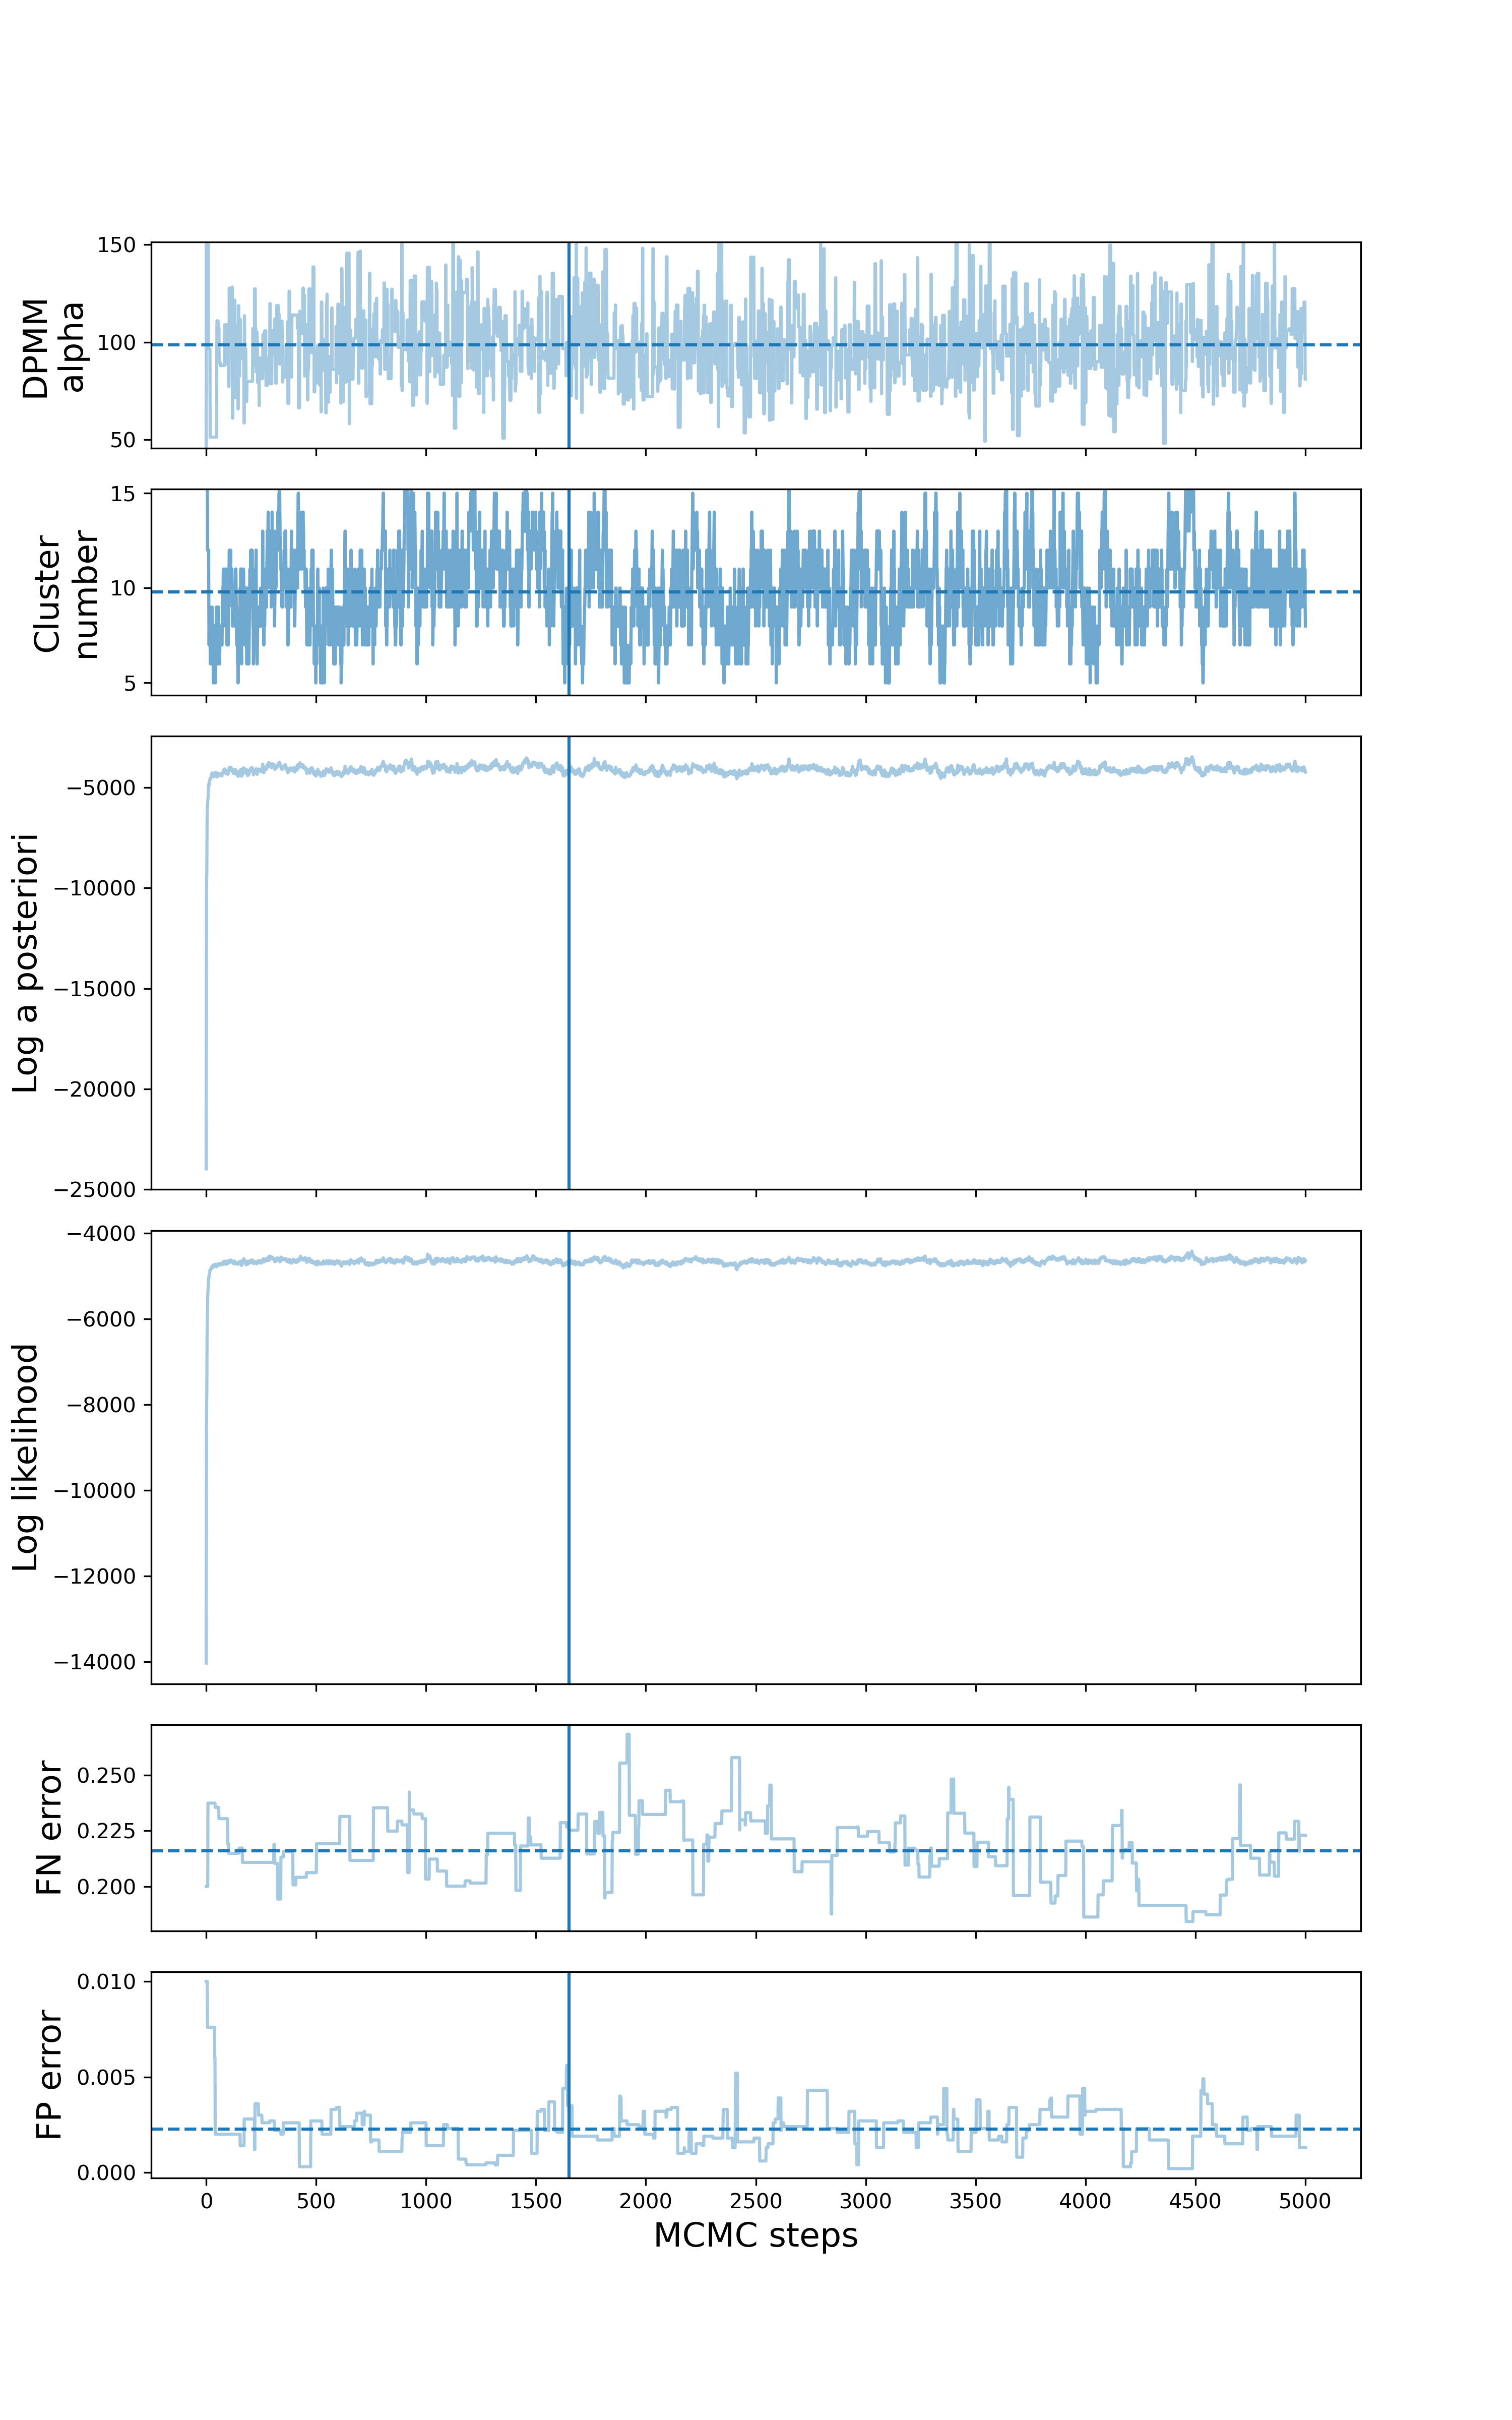 DPMM
alpha
150
100
50
Cluster
number
15
10
5
Log a posteriori
−5000
−10000
−15000
−20000
−25000
Log likelihood
−4000
−6000
−8000
−10000
−12000
−14000
FN error
0.250
0.225
0.200
FP error
0.010
0.005
0.000
0 500 1000 1500 2000 2500 3000 3500 4000 4500 5000
MCMC steps